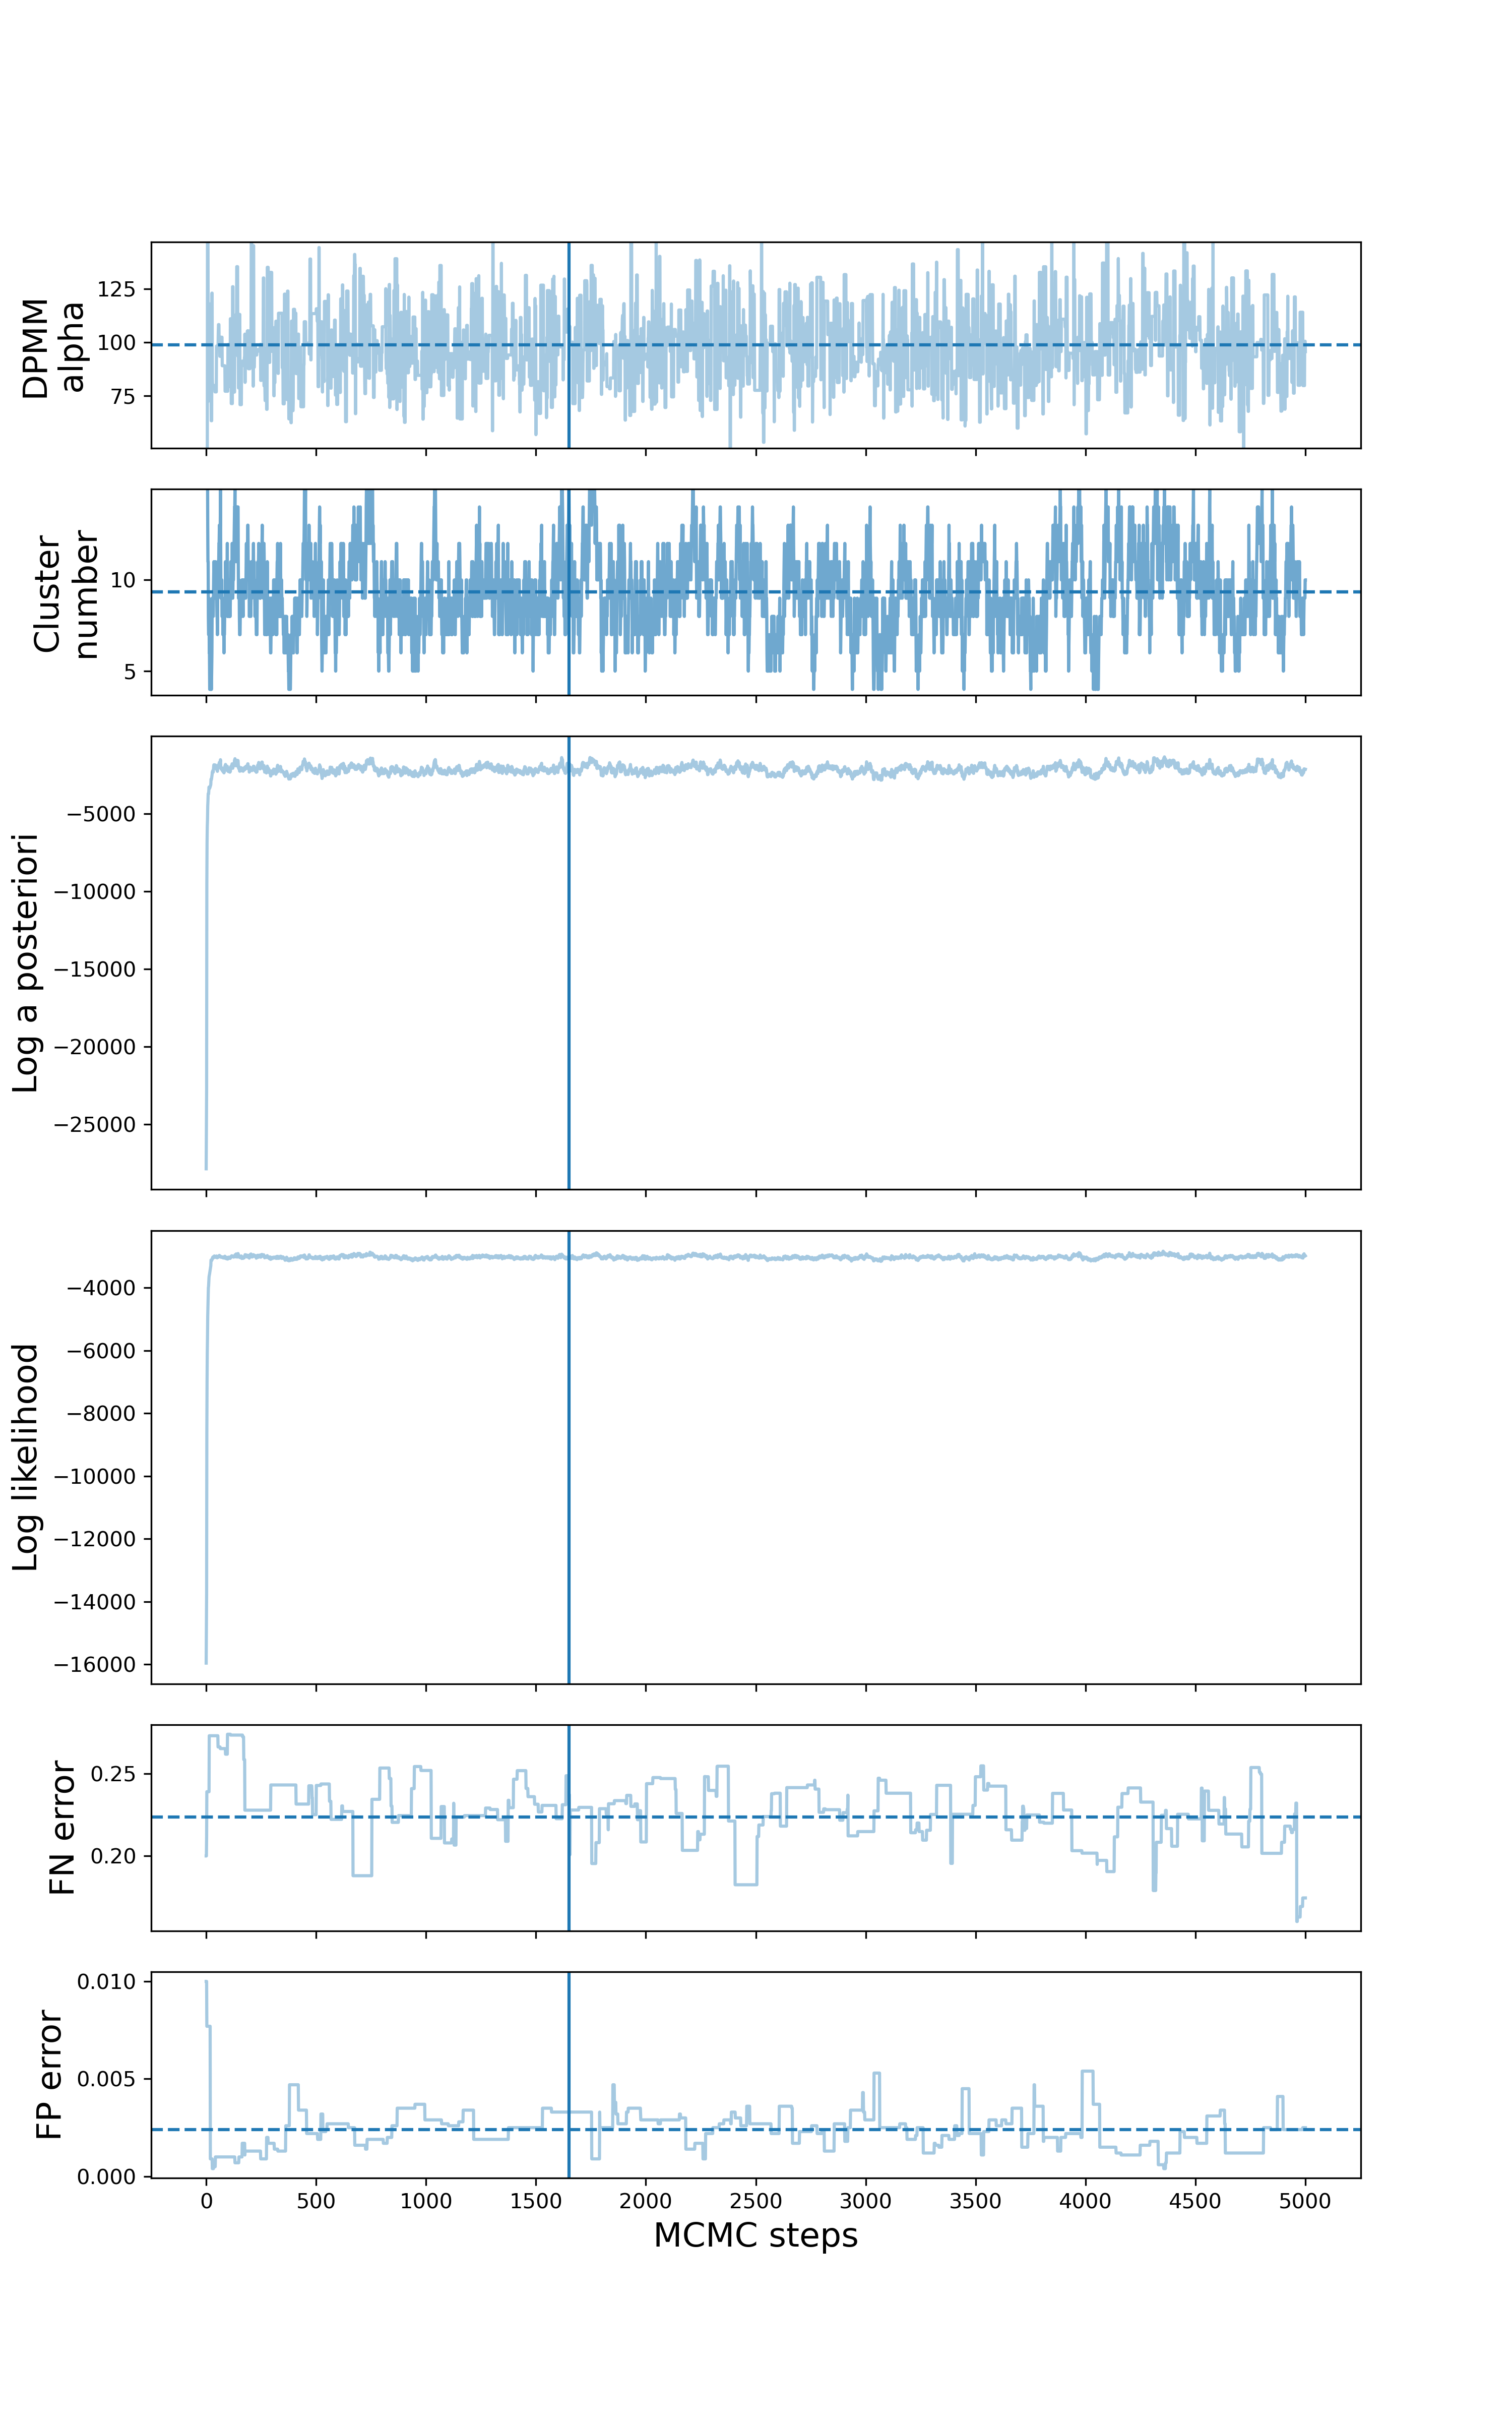 DPMM
alpha
125
100
75
Cluster
number
10
5
Log a posteriori
−5000
−10000
−15000
−20000
−25000
Log likelihood
−4000
−6000
−8000
−10000
−12000
−14000
−16000
FN error
0.25
0.20
FP error
0.010
0.005
0.000
0 500 1000 1500 2000 2500 3000 3500 4000 4500 5000
MCMC steps